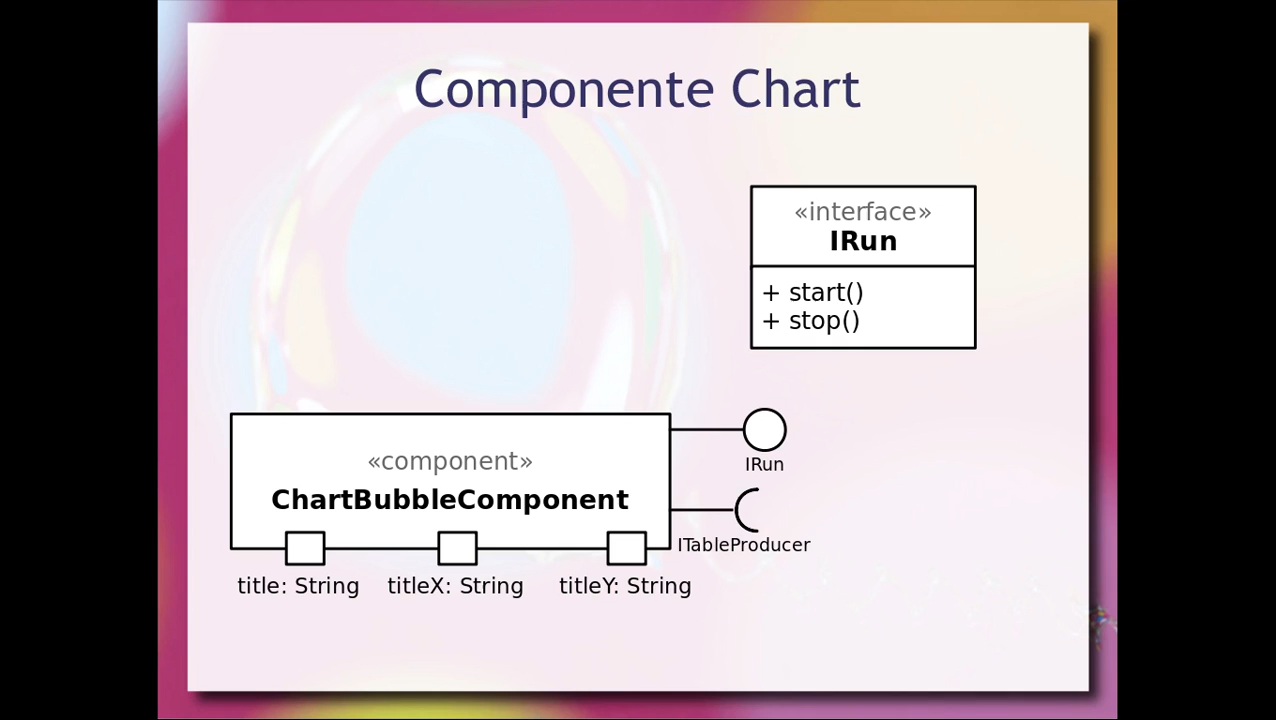 Componente Chart
«interface»
IRun
+ start()
+ stop()
«component»
ChartBubbleComponent
IRun
ITableProducer
title: String
titleX: String
titleY: String